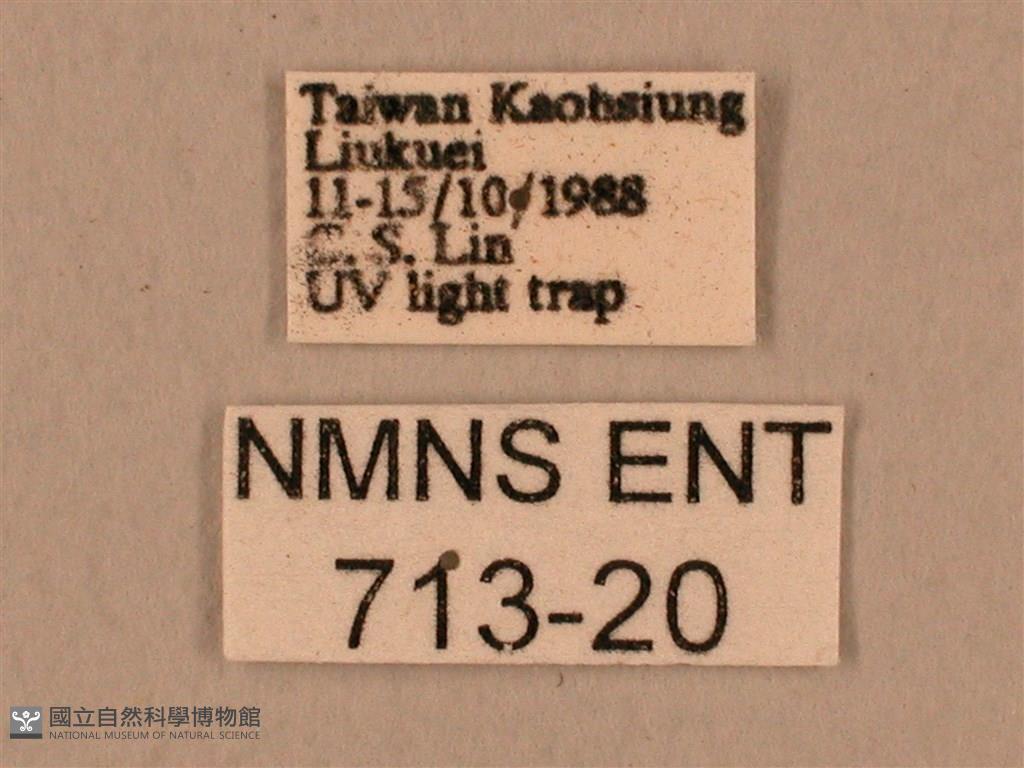 Taiwan Kaohsiung
Liukuei
11-15/10/1988
C. S. Lin
UV light trap
NMNS ENT
713-20
國立自然科學博物館
NATIONAL MUSEUM OF NATURAL SCIENCE